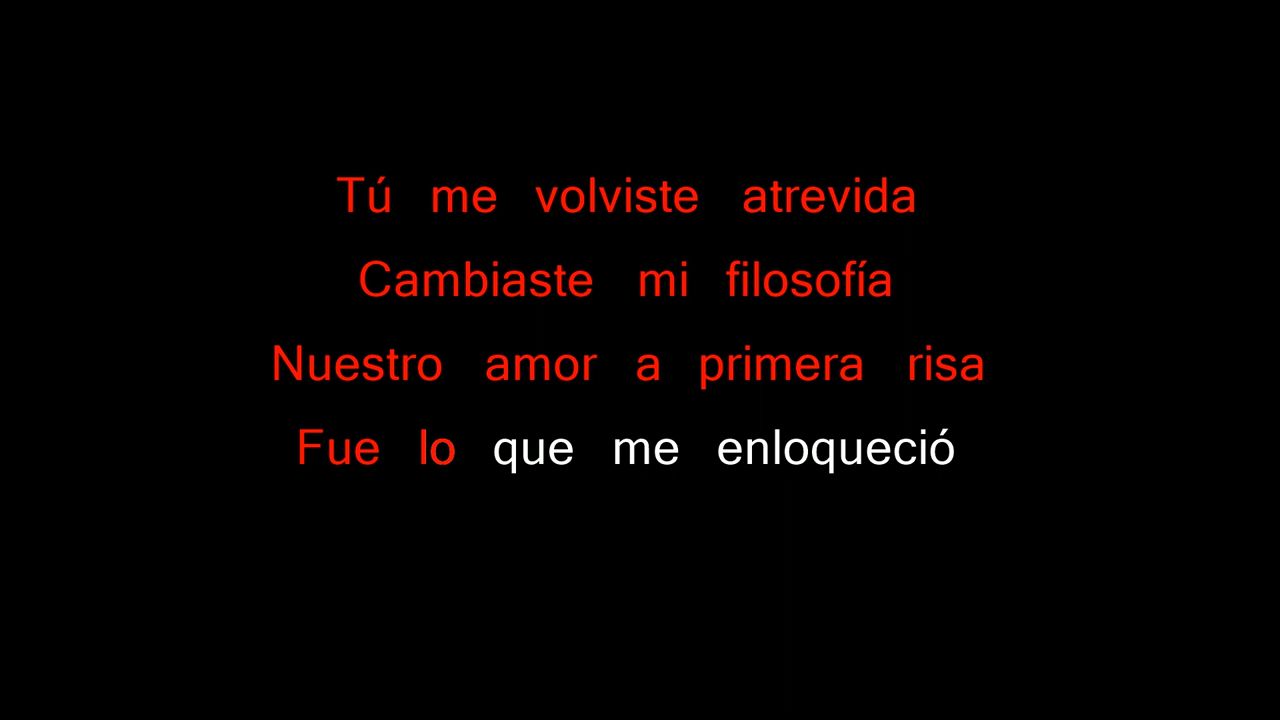 Tú me volviste atrevida
Cambiaste mi filosofía
Nuestro amor a primera risa
Fue lo que me enloqueció